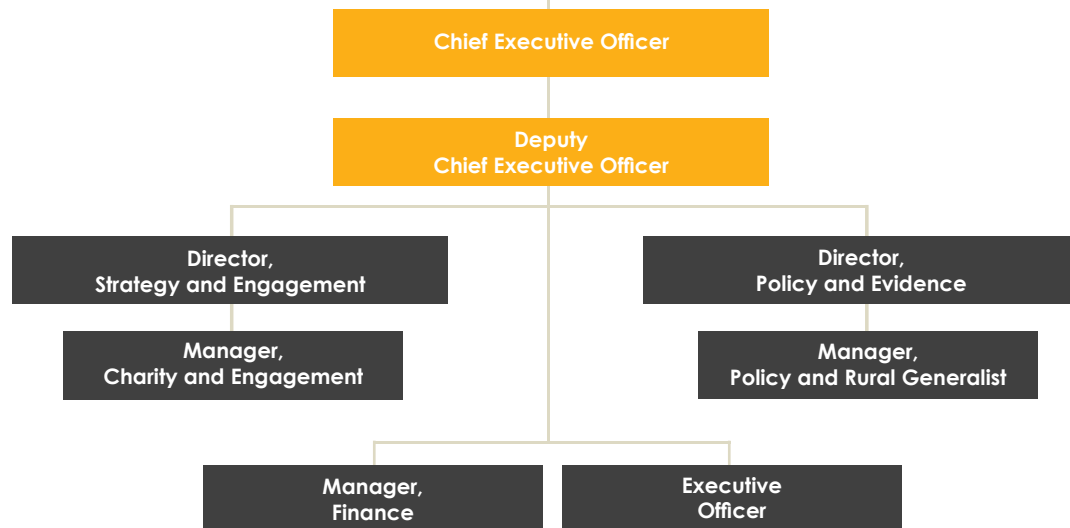 Chief Executive Officer
Deputy
Chief Executive Officer
Director,
Strategy and Engagement
Director,
Policy and Evidence
Manager,
Charity and Engagement
Manager,
Policy and Rural Generalist
Manager,
Finance
Executive
Officer